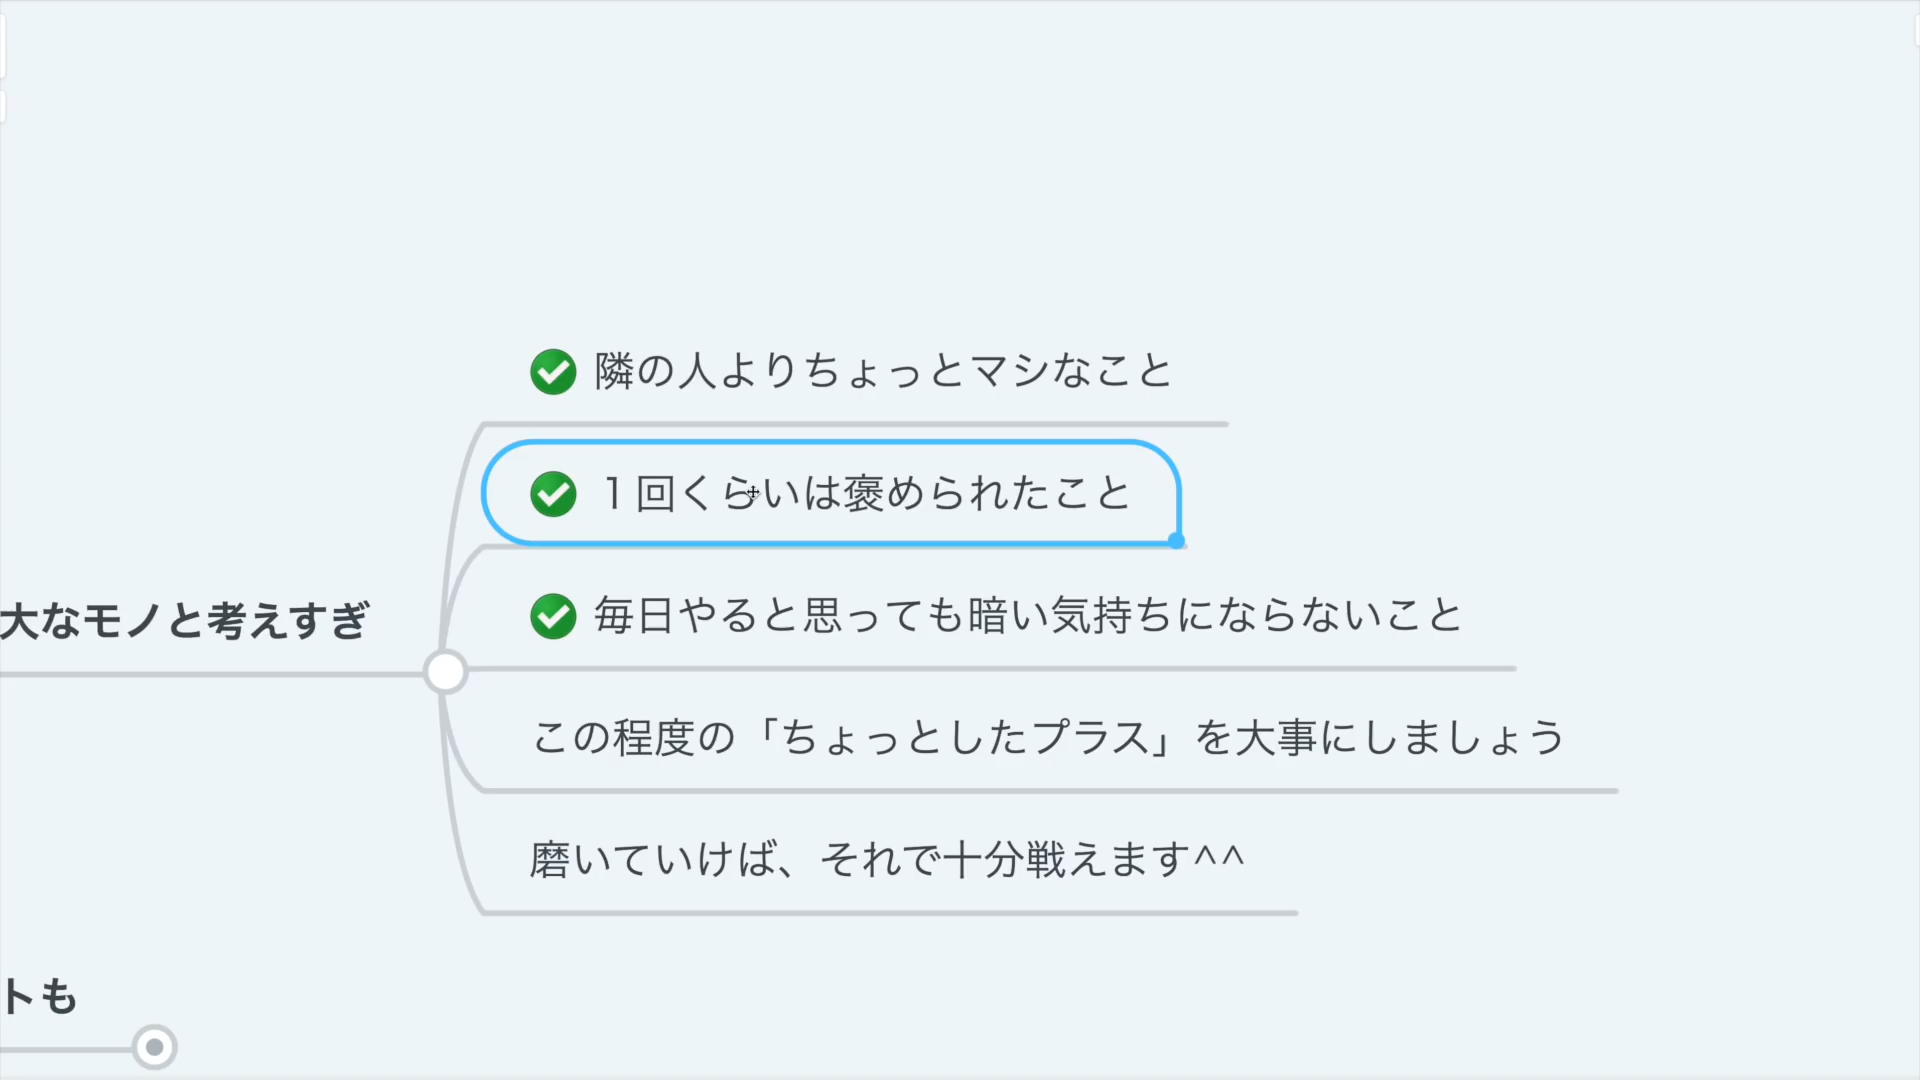 隣の人よりちょっとマシなこと
１回くらいは褒められたこと
大なモノと考えすぎ
毎日やると思っても暗い気持ちにならないこと
この程度の「ちょっとしたプラス」を大事にしましょう
磨いていけば、それで十分戦えます^^
トも